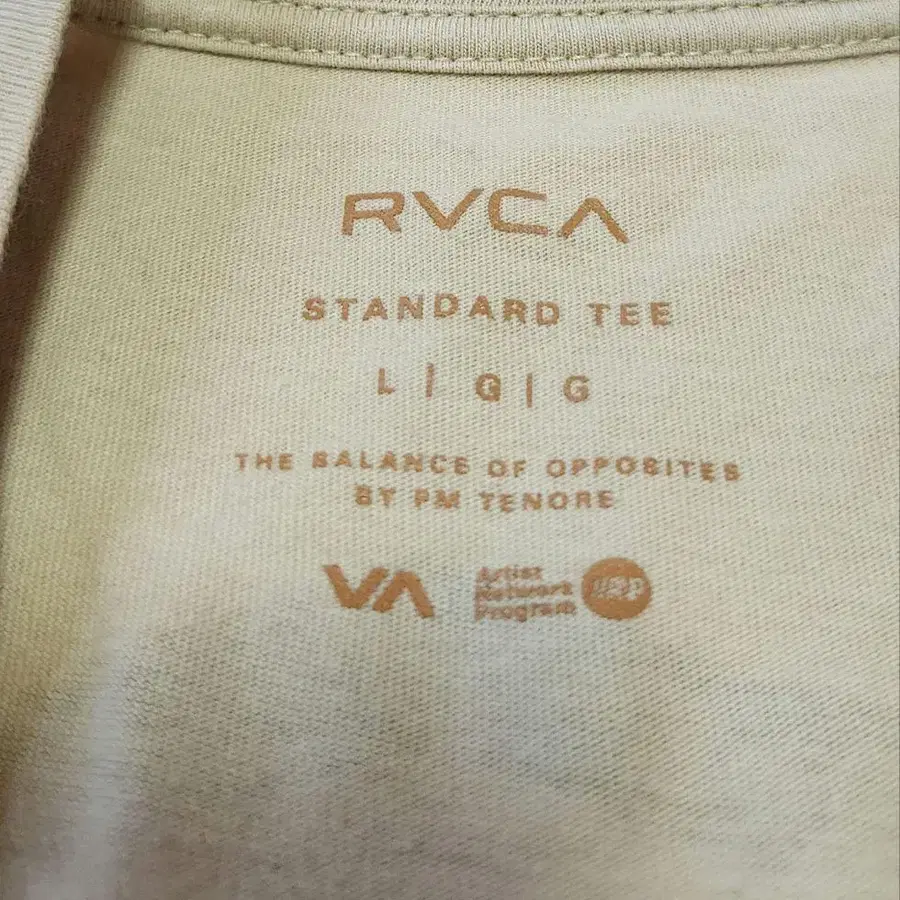 RVCA
STANDARD TEE
L | G | G
THE BALANCE OF OPPOSITES
BY PM TENORE
VA
Artist
Network
Program